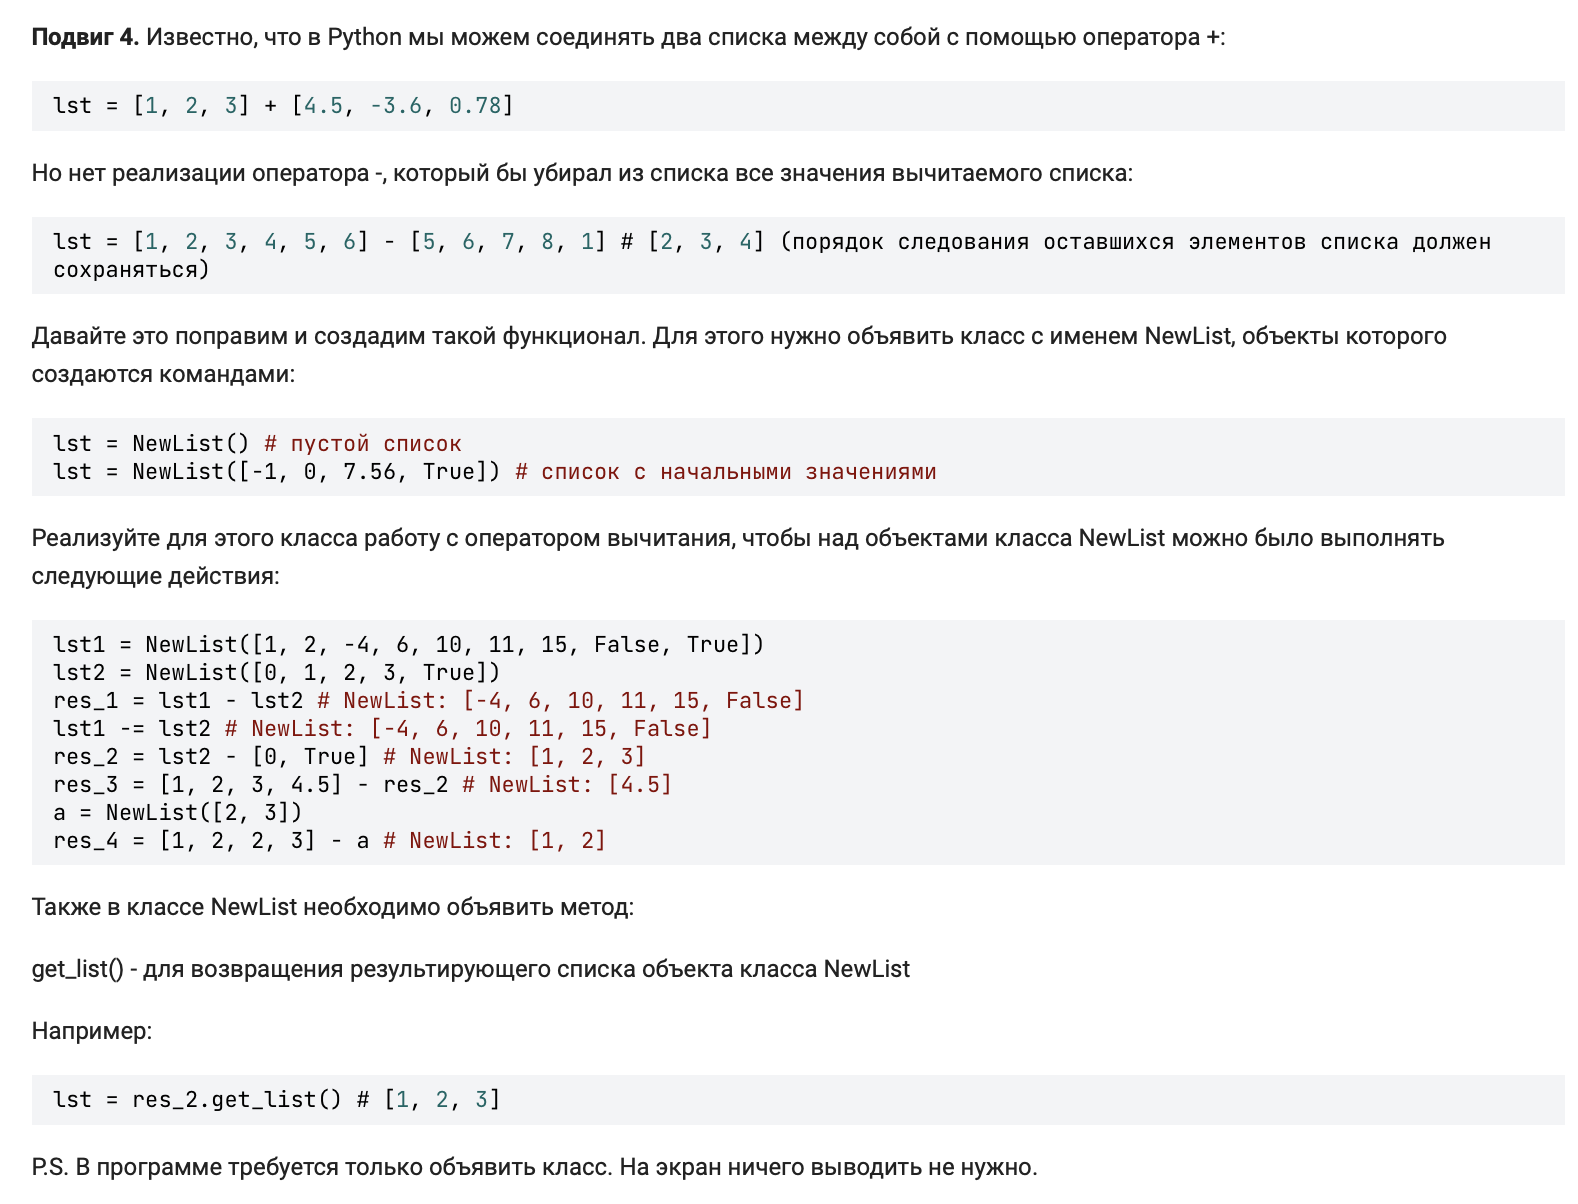 Подвиг 4. Известно, что в Python мы можем соединять два списка между собой с помощью оператора +:
lst = [1, 2, 3] + [4.5, -3.6, 0.78]
Но нет реализации оператора -, который бы убирал из списка все значения вычитаемого списка:
lst = [1, 2, 3, 4, 5, 6] - [5, 6, 7, 8, 1] # [2, 3, 4] (порядок следования оставшихся элементов списка должен
сохраняться)
Давайте это поправим и создадим такой функционал. Для этого нужно объявить класс с именем NewList, объекты которого
создаются командами:
lst = NewList() # пустой список
lst = NewList([-1, 0, 7.56, True]) # список с начальными значениями
Реализуйте для этого класса работу с оператором вычитания, чтобы над объектами класса NewList можно было выполнять
следующие действия:
lst1 = NewList([1, 2, -4, 6, 10, 11, 15, False, True])
lst2 = NewList([0, 1, 2, 3, True])
res_1 = lst1 - lst2 # NewList: [-4, 6, 10, 11, 15, False]
lst1 -= lst2 # NewList: [-4, 6, 10, 11, 15, False]
res_2 = lst2 - [0, True] # NewList: [1, 2, 3]
res_3 = [1, 2, 3, 4.5] - res_2 # NewList: [4.5]
a = NewList([2, 3])
res_4 = [1, 2, 2, 3] - a # NewList: [1, 2]
Также в классе NewList необходимо объявить метод:
get_list() - для возвращения результирующего списка объекта класса NewList
Например:
lst = res_2.get_list() # [1, 2, 3]
P.S. В программе требуется только объявить класс. На экран ничего выводить не нужно.